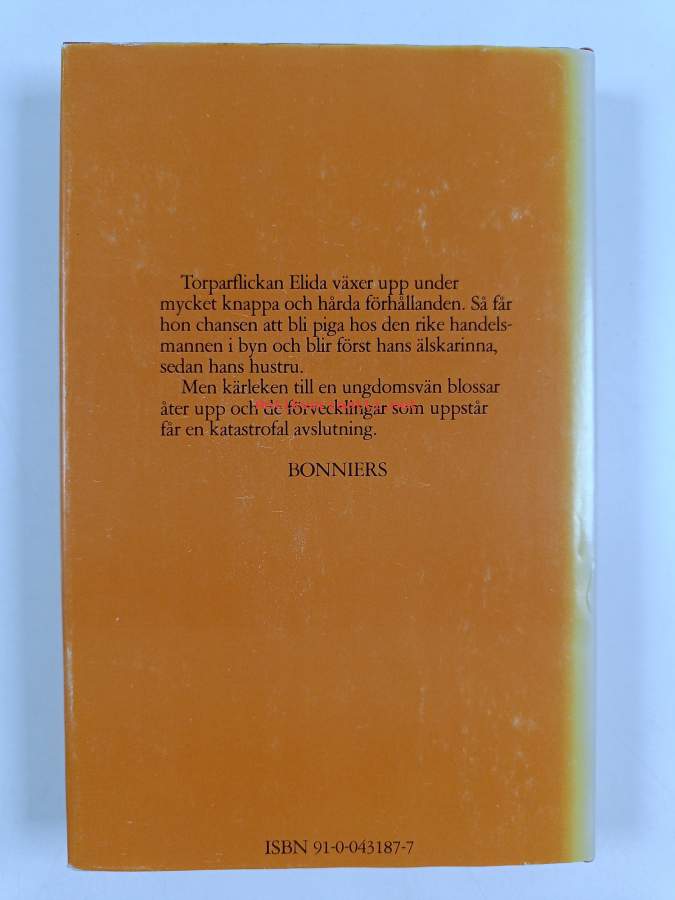 Torparflickan Elida växer upp under
mycket knappa och hårda förhållanden. Så får
hon chansen att bli piga hos den rike handels-
mannen i byn och blir först hans älskarinna,
sedan hans hustru.
Men kärleken till en ungdomsvän blossar
åter upp och de förvecklingar som uppstår
får en katastrofal avslutning.
BONNIERS
ISBN 91-0-043187-7